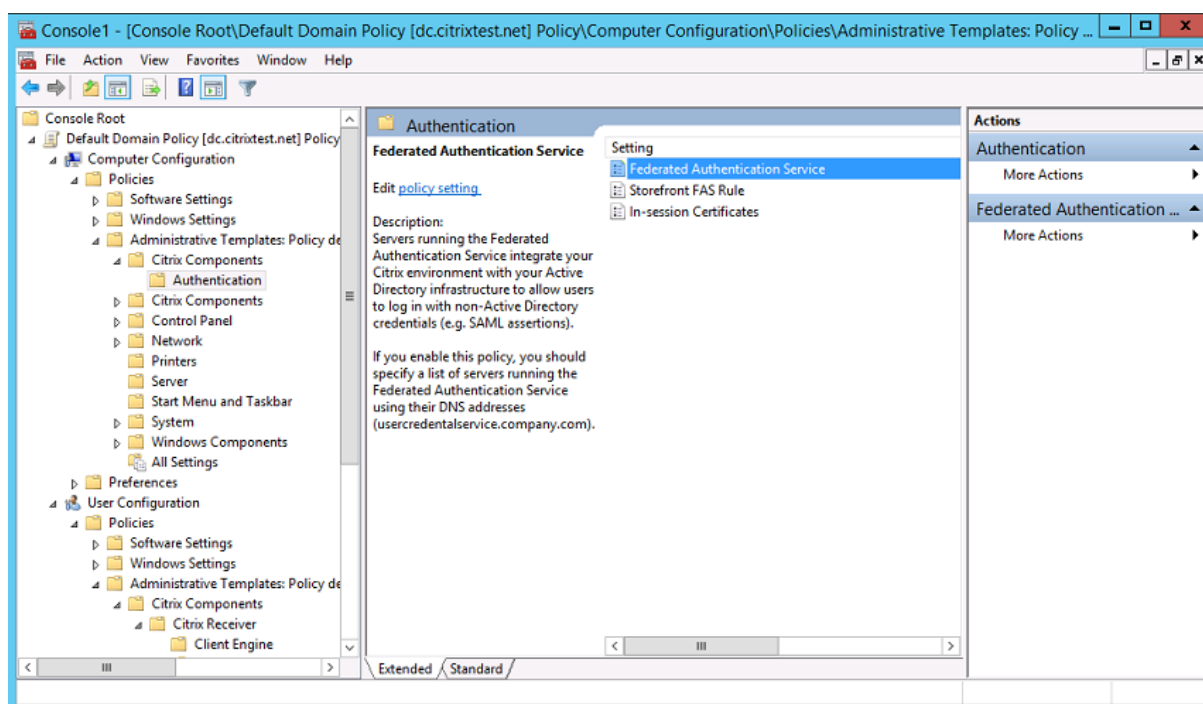 Console1 - [Console Root\Default Domain Policy [dc.citrixtest.net] Policy\Computer Configuration\Policies\Administrative Templates: Policy ...
File Action View Favorites Window Help
Console Root
Default Domain Policy [dc.citrixtest.net] Policy
Computer Configuration
Policies
Software Settings
Windows Settings
Administrative Templates: Policy de
Citrix Components
Authentication
Citrix Components
Control Panel
Network
Printers
Server
Start Menu and Taskbar
System
Windows Components
All Settings
Preferences
User Configuration
Policies
Software Settings
Windows Settings
Administrative Templates: Policy de
Citrix Components
Citrix Receiver
Client Engine
Authentication
Federated Authentication Service
Edit policy setting
Description:
Servers running the Federated
Authentication Service integrate your
Citrix environment with your Active
Directory infrastructure to allow users
to log in with non-Active Directory
credentials (e.g. SAML assertions).
If you enable this policy, you should
specify a list of servers running the
Federated Authentication Service
using their DNS addresses
(usercredentalservice.company.com).
Setting
Federated Authentication Service
Storefront FAS Rule
In-session Certificates
Extended
Standard
Actions
Authentication
More Actions
Federated Authentication ...
More Actions